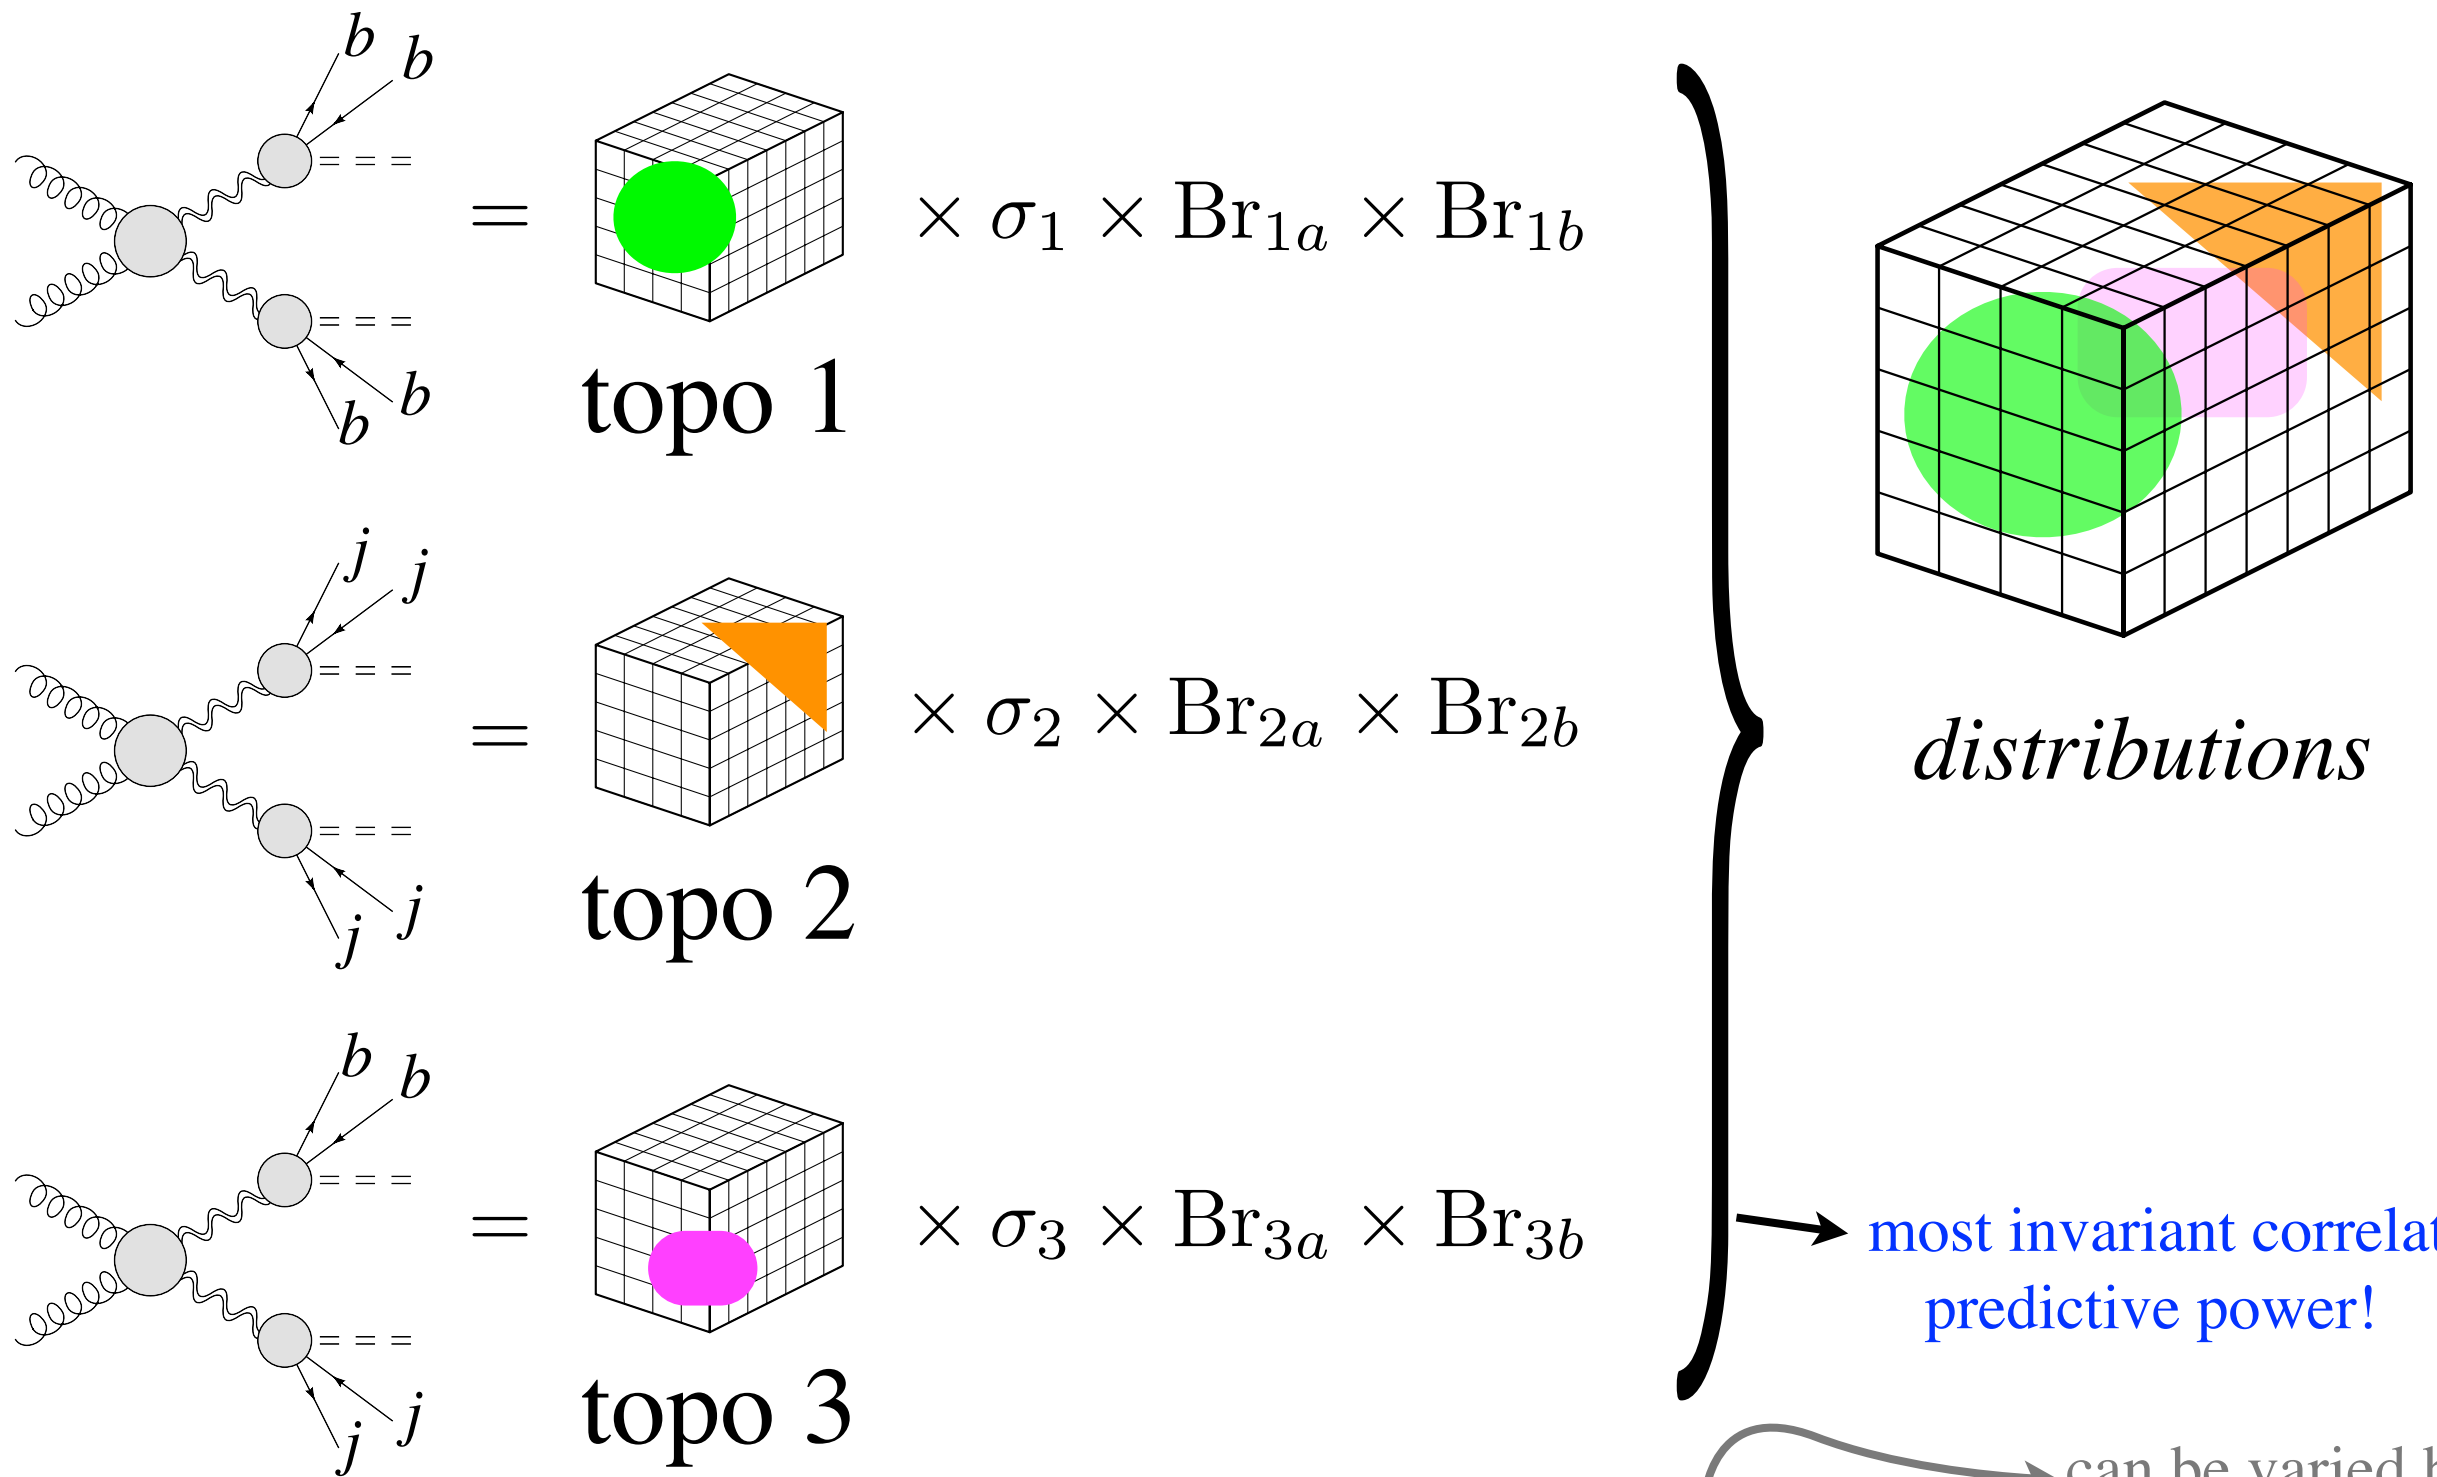 b b
= × σ₁ × Br₁ₐ × Br₁b
topo 1
b b
j j
= × σ₂ × Br₂ₐ × Br₂b
topo 2
j j
b b
= × σ₃ × Br₃ₐ × Br₃b
topo 3
j j
distributions
most invariant
predictive power!
can be varied